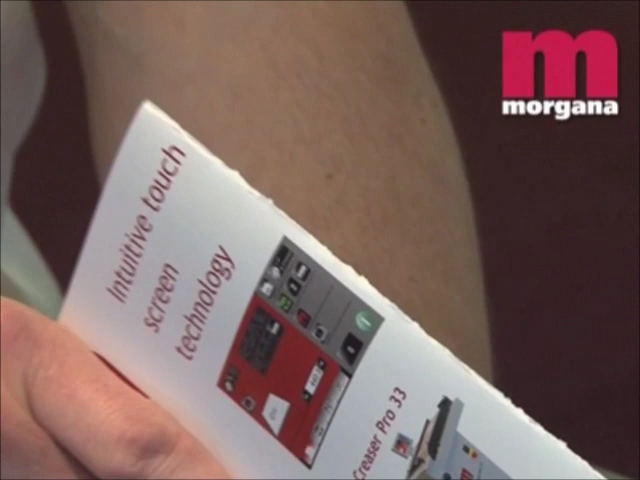 m
morgana
Intuitive touch
screen
technology
Creaser Pro 33